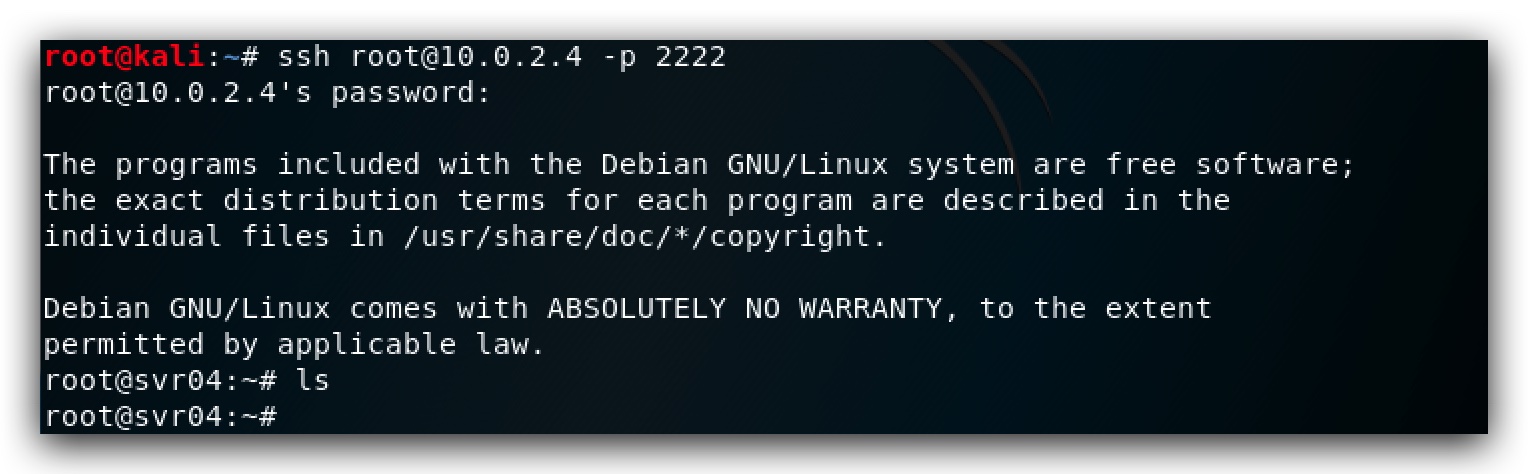 root@kali:~# ssh root@10.0.2.4 -p 2222
root@10.0.2.4's password:
The programs included with the Debian GNU/Linux system are free software;
the exact distribution terms for each program are described in the
individual files in /usr/share/doc/*/copyright.
Debian GNU/Linux comes with ABSOLUTELY NO WARRANTY, to the extent
permitted by applicable law.
root@svr04:~# ls
root@svr04:~#